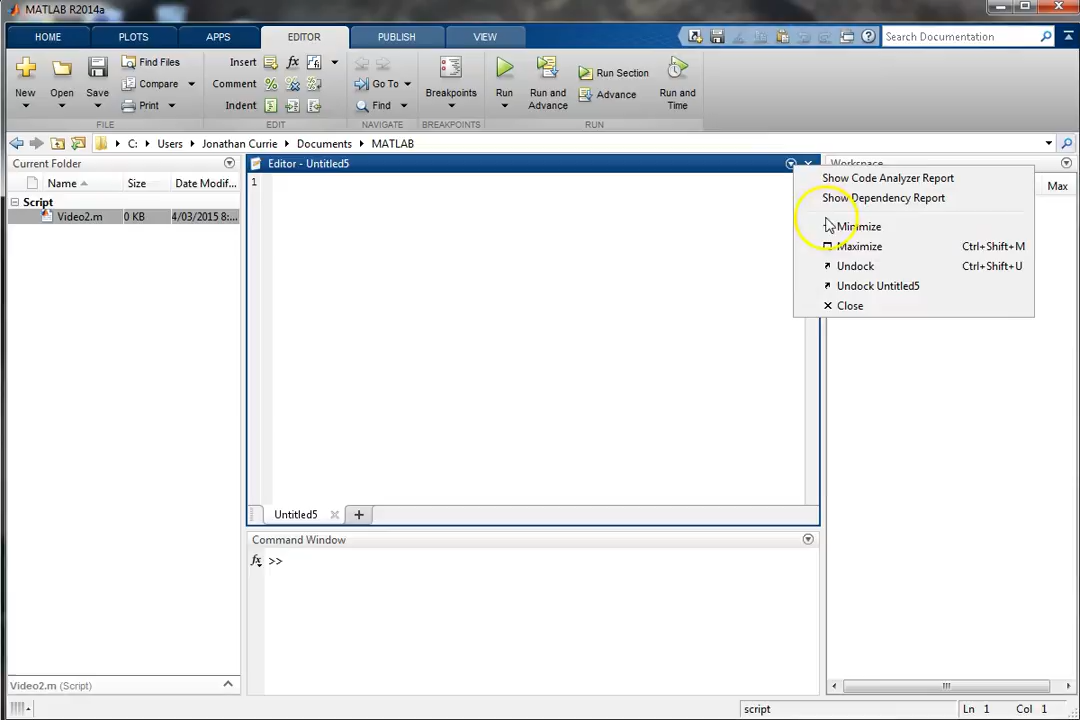 MATLAB R2014a
HOME PLOTS APPS EDITOR PUBLISH VIEW
Search Documentation
New Open Save
Find Files
Compare
Print
FILE
Insert
Comment
Indent
EDIT
Go To
Find
NAVIGATE
Breakpoints
BREAKPOINTS
Run
Run and Advance
Run Section
Advance
Run and Time
RUN
C: Users Jonathan Currie Documents MATLAB
Current Folder
Name Size Date Modif...
Script
Video2.m 0 KB 4/03/2015 8:...
Editor - Untitled5
1
Untitled5
Command Window
fx >>
Workspace
Max
Show Code Analyzer Report
Show Dependency Report
Minimize
Maximize Ctrl+Shift+M
Undock Ctrl+Shift+U
Undock Untitled5
Close
Video2.m (Script)
script Ln 1 Col 1